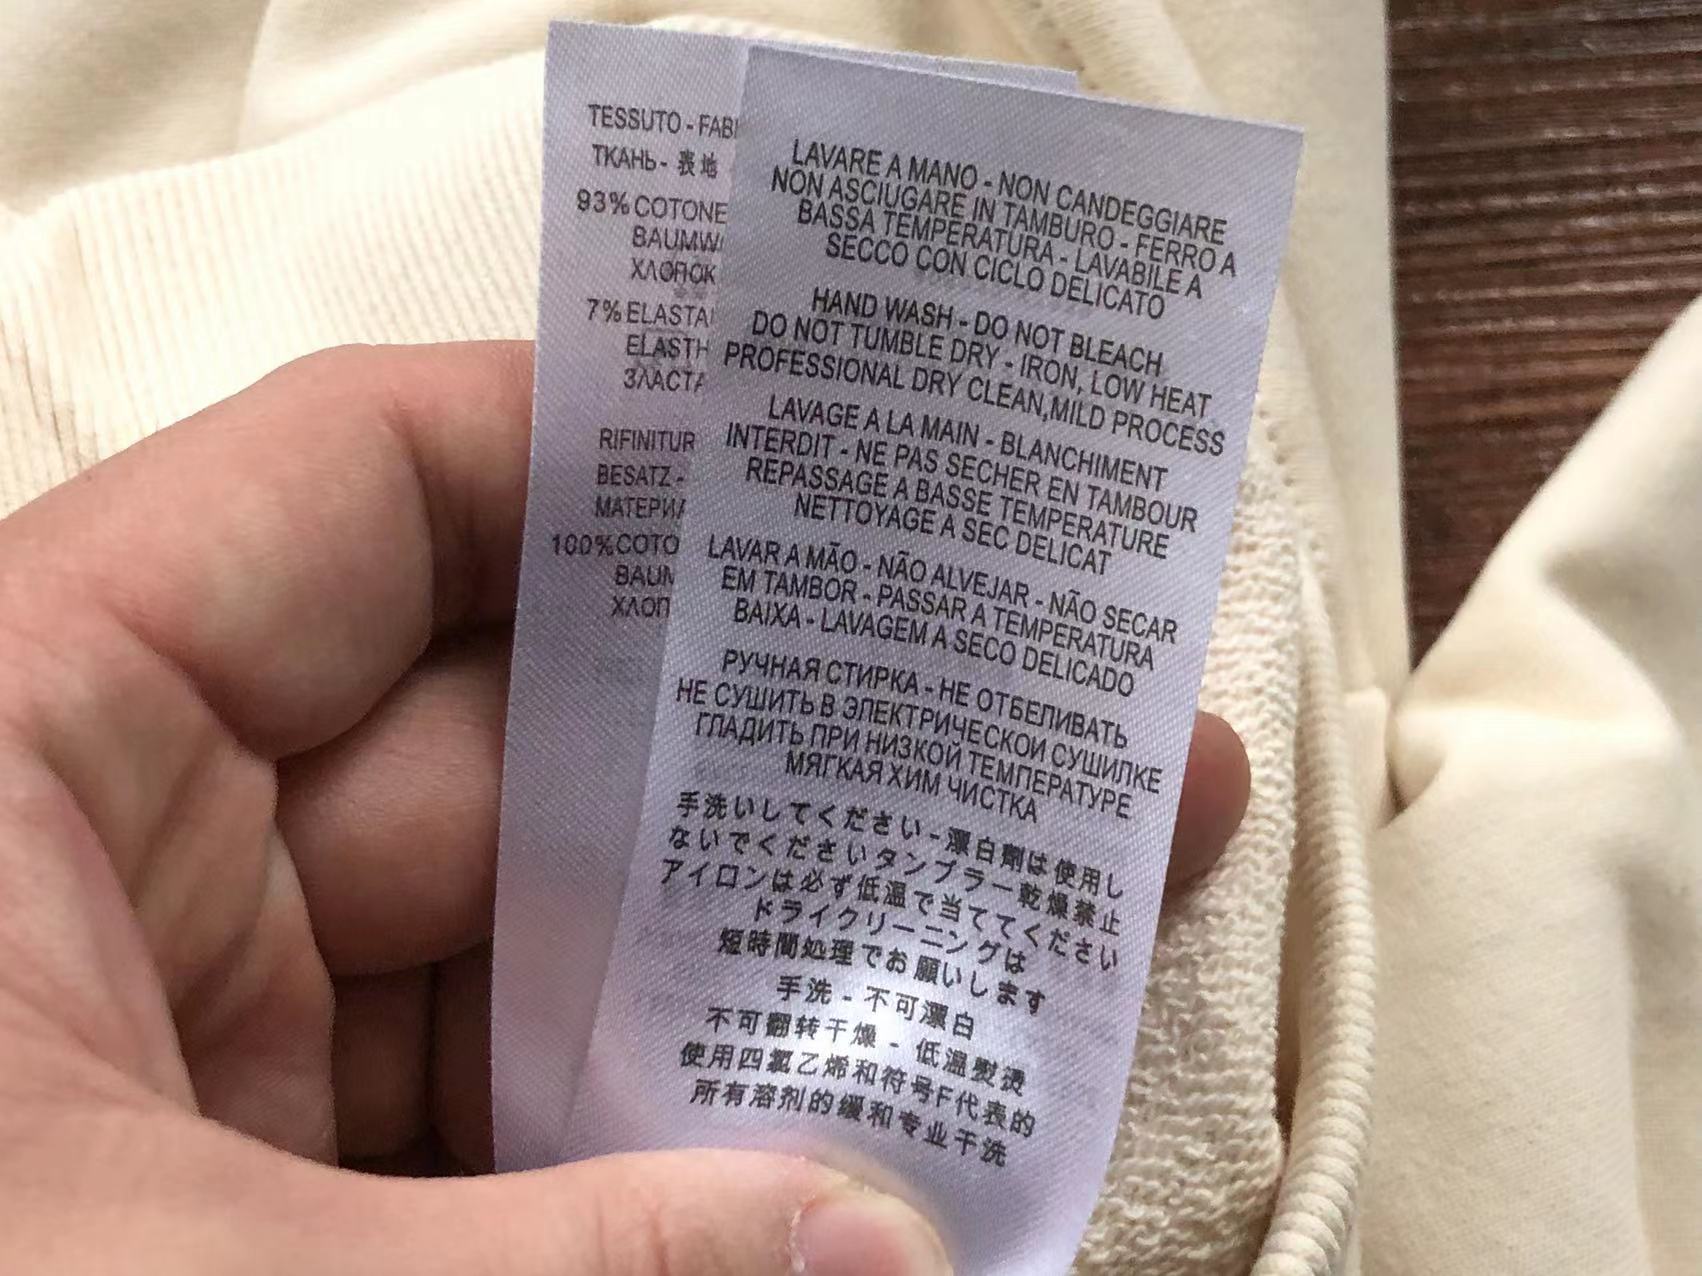 TESSUTO - FAB
ТКАНЬ - 表地
93% COTONE
BAUMW
ХЛОПОК
7% ELASTA
ELASTH
ЗЛАСТА
RIFINITUR
BESATZ -
МАТЕРИА
100% COTO
BAUM
ХЛОП
LAVARE A MANO - NON CANDEGGIARE
NON ASCIUGARE IN TAMBURO - FERRO A
BASSA TEMPERATURA - LAVABILE A
SECCO CON CICLO DELICATO
HAND WASH - DO NOT BLEACH
DO NOT TUMBLE DRY - IRON, LOW HEAT
PROFESSIONAL DRY CLEAN,MILD PROCESS
LAVAGE A LA MAIN - BLANCHIMENT
INTERDIT - NE PAS SECHER EN TAMBOUR
REPASSAGE A BASSE TEMPERATURE
NETTOYAGE A SEC DELICAT
LAVAR A MÃO - NÃO ALVEJAR - NÃO SECAR
EM TAMBOR - PASSAR A TEMPERATURA
BAIXA - LAVAGEM A SECO DELICADO
РУЧНАЯ СТИРКА - НЕ ОТБЕЛИВАТЬ
НЕ СУШИТЬ В ЭЛЕКТРИЧЕСКОИ СУШИЛКЕ
ГЛАДИТЬ ПРИ НИЗКОЙ ТЕМПЕРАТУРЕ
МЯГКАЯ ХИМ ЧИСТКА
手洗いしてください - 漂白劑は使用し
ないでくださいタンブラー乾燥禁止
アイロンは必ず低温で当ててください
ドライクリーニングは
短時間処理でお願いします
手洗 - 不可漂白
不可翻转干燥 - 低温熨烫
使用四氯乙烯和符号F代表的
所有溶剂的缓和专业干洗